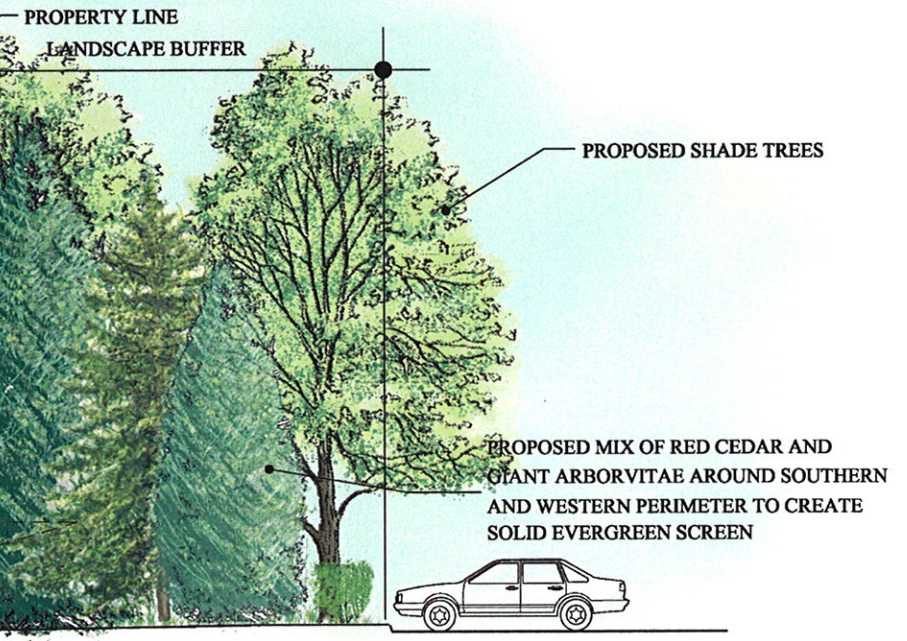 PROPERTY LINE
LANDSCAPE BUFFER
PROPOSED SHADE TREES
PROPOSED MIX OF RED CEDAR AND
GIANT ARBORVITAE AROUND SOUTHERN
AND WESTERN PERIMETER TO CREATE
SOLID EVERGREEN SCREEN